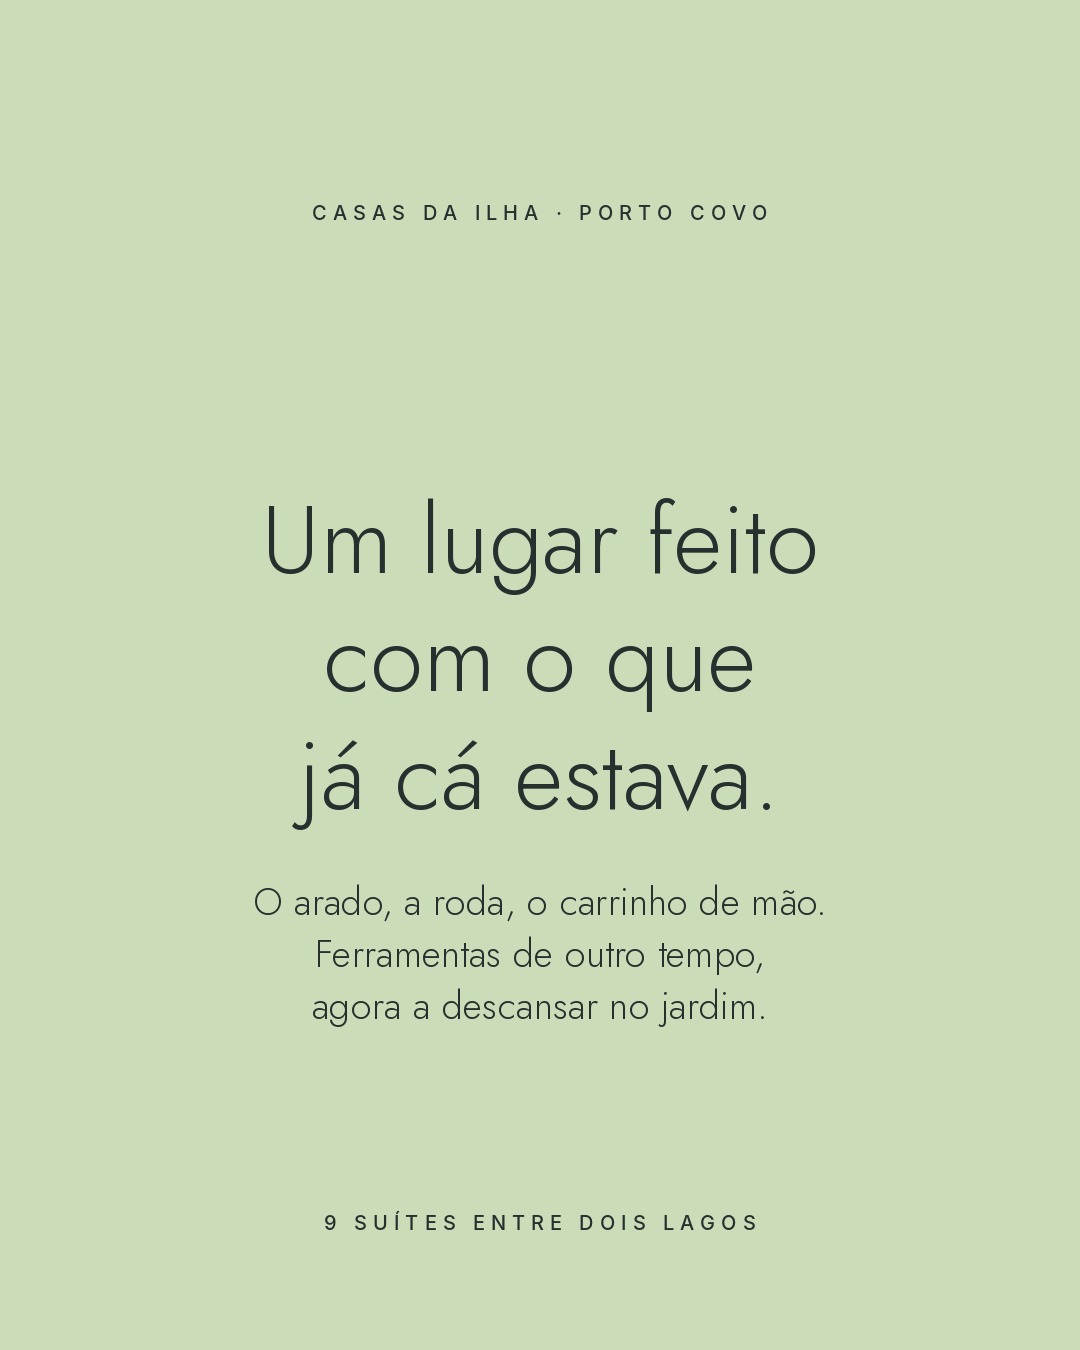 CASAS DA ILHA · PORTO COVO
Um lugar feito
com o que
já cá estava.
O arado, a roda, o carrinho de mão.
Ferramentas de outro tempo,
agora a descansar no jardim.
9 SUÍTES ENTRE DOIS LAGOS